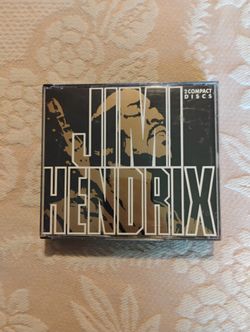 2 COMPACT
DISCS
JIMI
HENDRIX